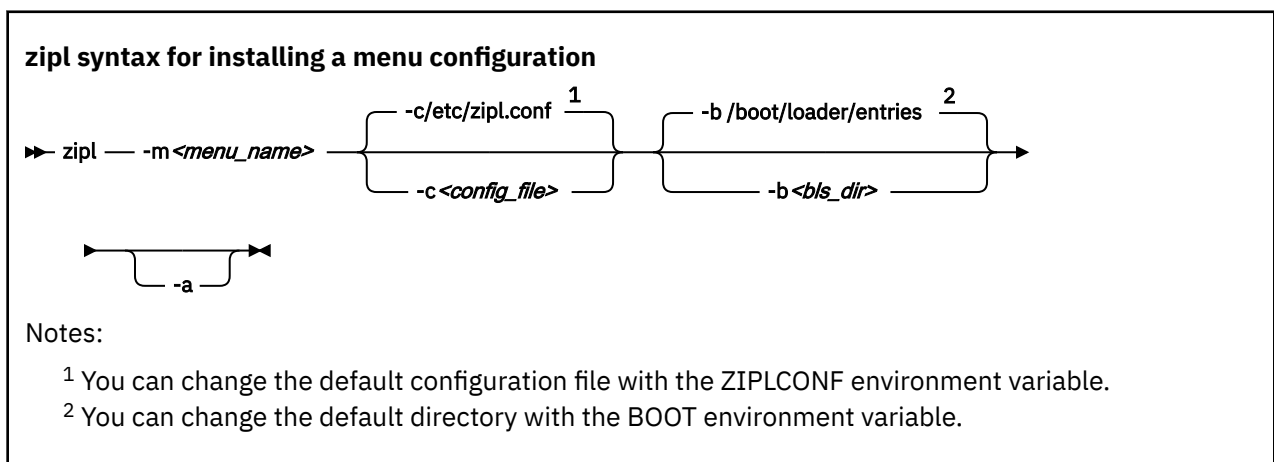 zipl syntax for installing a menu configuration
-c/etc/zipl.conf 1 -b /boot/loader/entries 2
zipl -m<menu_name>
-c<config_file> -b<bls_dir>
-a
Notes:
1 You can change the default configuration file with the ZIPLCONF environment variable.
2 You can change the default directory with the BOOT environment variable.